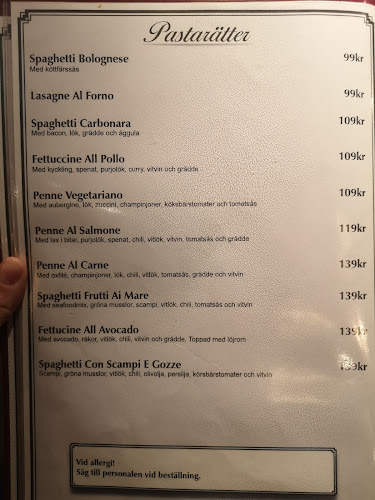 Pastarätter
Spaghetti Bolognese 99kr
Med köttfärssås
Lasagne Al Forno 99kr
Spaghetti Carbonara 109kr
Med bacon, lök, grädde och äggula
Fettuccine All Pollo 109kr
Med kyckling, spenat, purjolök, curry, vitvin och grädde
Penne Vegetariano 109kr
Med aubergine, lök, zuccini, champinjoner, köksbärstomater och tomatsås
Penne Al Salmone 119kr
Med lax i bitar, purjolök, spenat, chili, vitlök, vitvin, tomatsås och grädde
Penne Al Carne 139kr
Med oxfilé, champinjoner, lök, chili, vitlök, tomatsås, grädde och vitvin
Spaghetti Frutti Ai Mare 139kr
Med seafoodmix, gröna musslor, scampi, vitlök, chili, tomatsås och vitvin
Fettucine All Avocado 139kr
Med avocado, räkor, vitlök, chili, vitvin och grädde. Toppad med löjrom
Spaghetti Con Scampi E Gozze 139kr
Scampi, gröna musslor, vitlök, chili, olivolja, persilja, körsbärstomater och vitvin
Vid allergi!
Säg till personalen vid beställning.